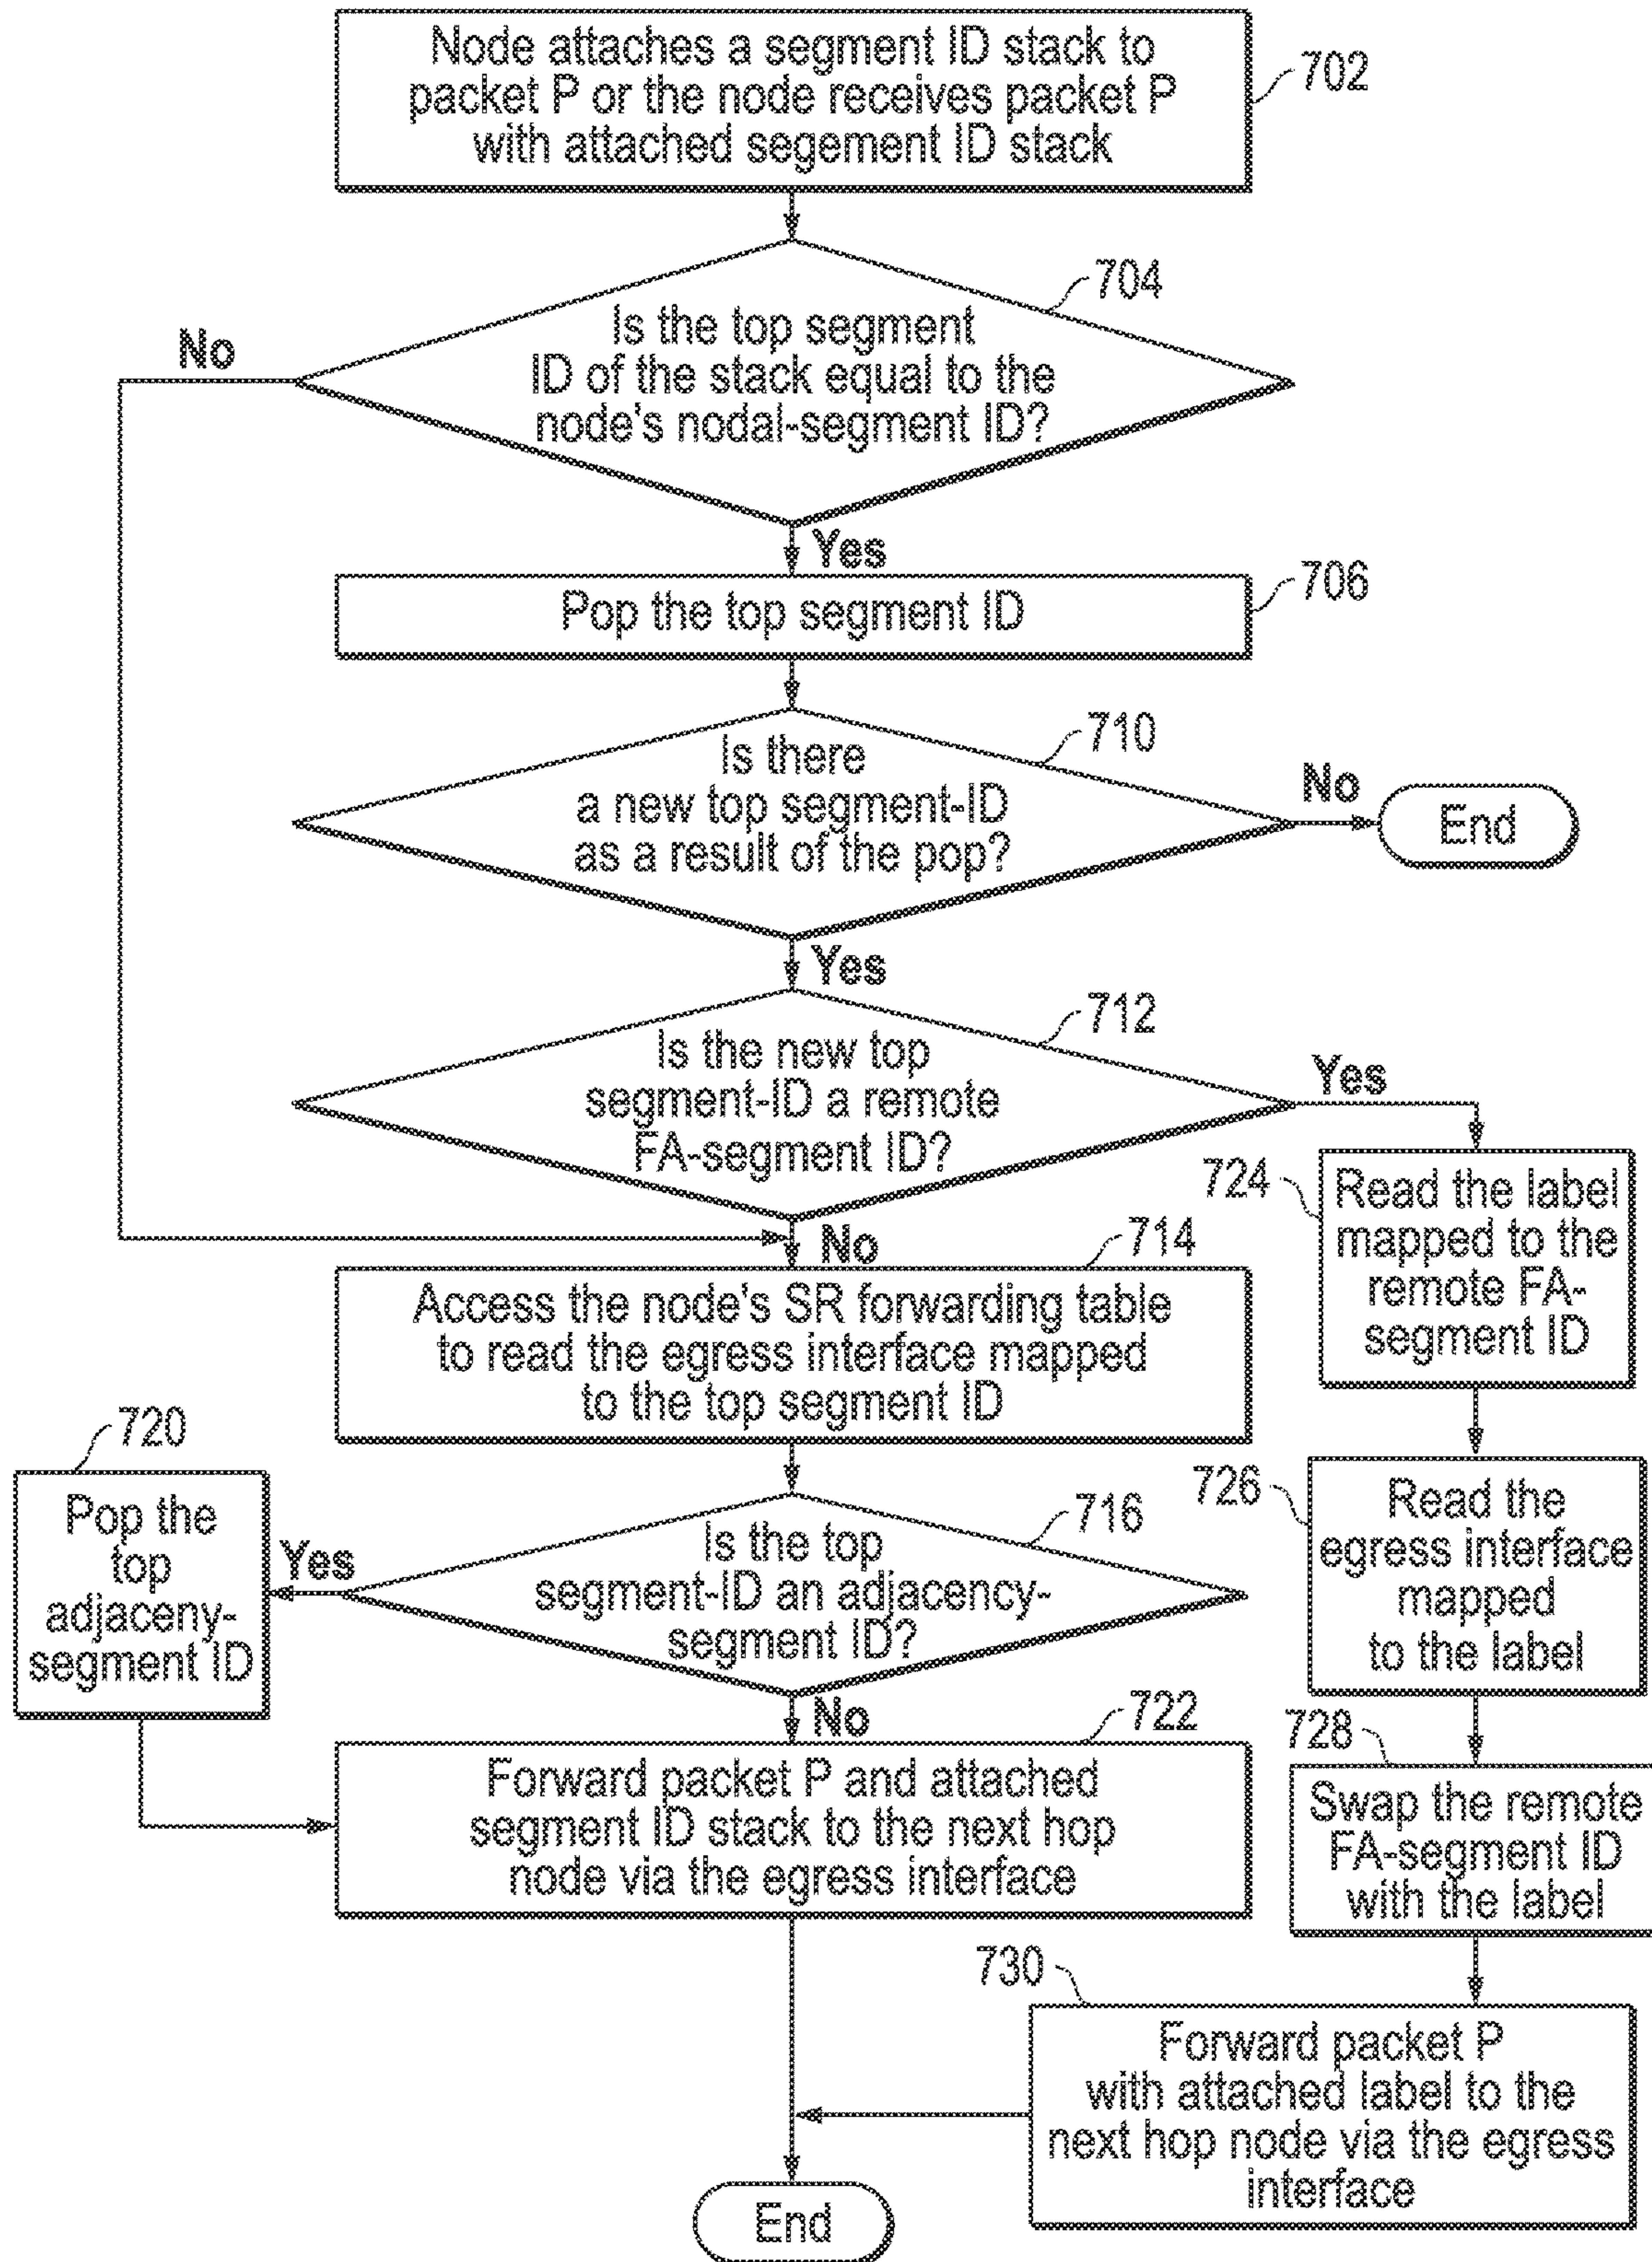 Node attaches a segment ID stack to
packet P or the node receives packet P
with attached segement ID stack
702
704
Is the top segment
ID of the stack equal to the
node's nodal-segment ID?
No
Yes
Pop the top segment ID
706
710
Is there
a new top segment-ID
as a result of the pop?
No
End
Yes
712
Is the new top
segment-ID a remote
FA-segment ID?
Yes
No
724
Read the label
mapped to the
remote FA-
segment ID
714
Access the node's SR forwarding table
to read the egress interface mapped
to the top segment ID
720
Pop the
top
adjaceny-
segment ID
Yes
716
Is the top
segment-ID an adjacency-
segment ID?
No
726
Read the
egress interface
mapped
to the label
722
Forward packet P and attached
segment ID stack to the next hop
node via the egress interface
728
Swap the remote
FA-segment ID
with the label
730
Forward packet P
with attached label to the
next hop node via the egress
interface
End